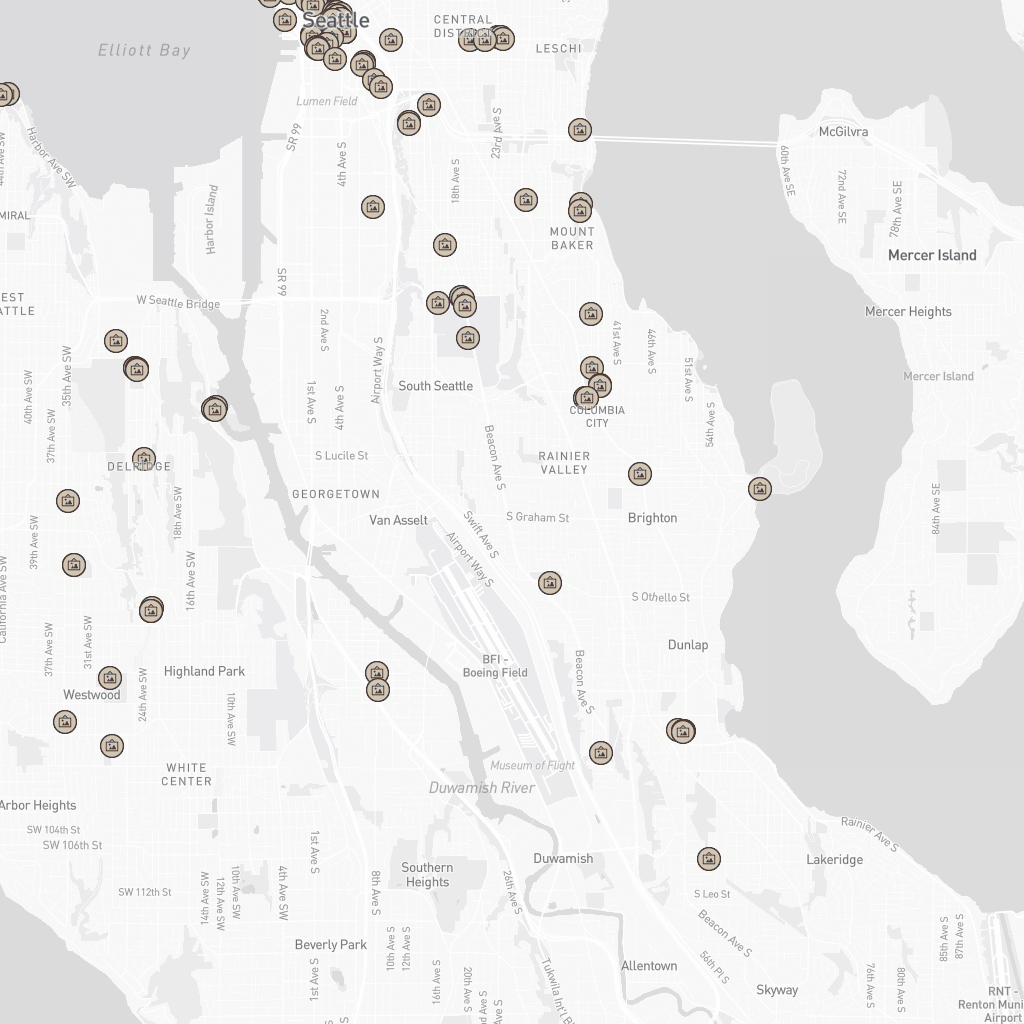 Seattle
CENTRAL
DISTRICT
LESCHI
Elliott Bay
Lumen Field
SR 99
4th Ave S
23rd Ave S
McGilvra
60th Ave SE
72nd Ave SE
78th Ave SE
44th Ave SW
Harbor Ave SW
Harbor Island
18th Ave S
MIRAL
MOUNT
BAKER
Mercer Island
SR 99
W Seattle Bridge
EST
ATTLE
Mercer Heights
2nd Ave S
Airport Way S
41st Ave S
46th Ave S
51st Ave S
54th Ave S
Mercer Island
35th Ave SW
40th Ave SW
37th Ave SW
1st Ave S
4th Ave S
South Seattle
COLUMBIA
CITY
Beacon Ave S
S Lucile St
RAINIER
VALLEY
DELRIDGE
GEORGETOWN
18th Ave SW
84th Ave SE
Van Asselt
Swift Ave S
S Graham St
Brighton
39th Ave SW
16th Ave SW
Airport Way S
California Ave SW
S Othello St
37th Ave SW
31st Ave SW
Dunlap
Highland Park
BFI -
Boeing Field
Beacon Ave S
Westwood
24th Ave SW
10th Ave SW
WHITE
CENTER
Museum of Flight
Duwamish River
Arbor Heights
SW 104th St
SW 106th St
Rainier Ave S
1st Ave S
Duwamish
Lakeridge
Southern
Heights
SW 112th St
14th Ave SW
12th Ave SW
10th Ave SW
4th Ave SW
8th Ave S
26th Ave S
S Leo St
Beacon Ave S
Beverly Park
10th Ave S
12th Ave S
85th Ave S
87th Ave S
1st Ave S
16th Ave S
20th Ave S
Tukwila Int'l Bl
Allentown
56th Pl S
Skyway
76th Ave S
80th Ave S
RNT -
Renton Muni
Airport
nd Ave S
Ave S